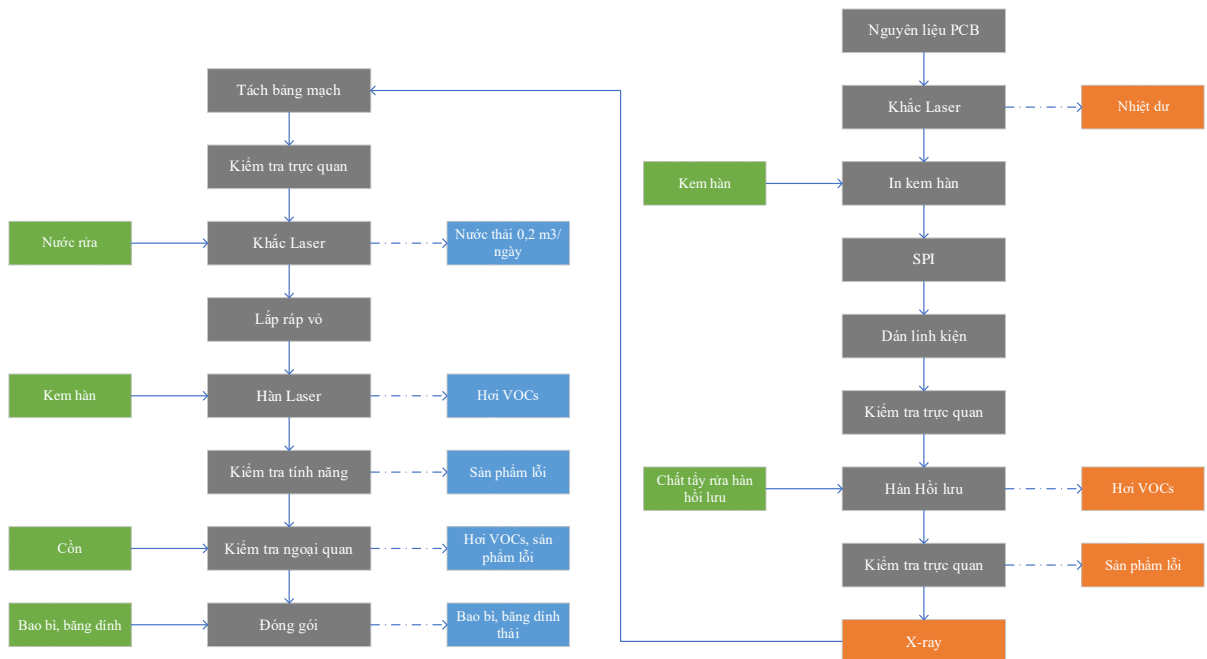 Nguyên liệu PCB
Khắc Laser
Nhiệt dư
Kem hàn
In kem hàn
SPI
Dán linh kiện
Kiểm tra trực quan
Chất tẩy rửa hàn
hồi lưu
Hàn Hồi lưu
Hơi VOCs
Kiểm tra trực quan
Sản phẩm lỗi
X-ray
Tách bảng mạch
Kiểm tra trực quan
Nước rửa
Khắc Laser
Nước thải 0,2 m3/
ngày
Lắp ráp vỏ
Kem hàn
Hàn Laser
Hơi VOCs
Kiểm tra tính năng
Sản phẩm lỗi
Cồn
Kiểm tra ngoại quan
Hơi VOCs, sản
phẩm lỗi
Bao bì, băng dính
Đóng gói
Bao bì, băng dính
thải